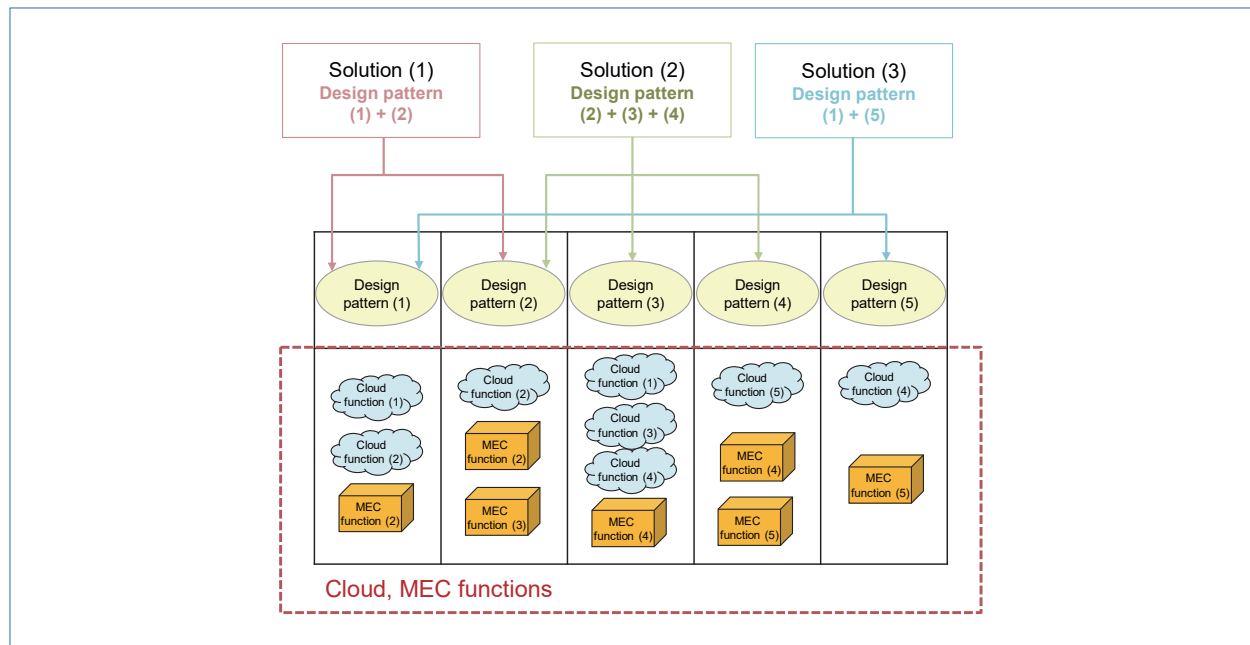 Solution (1)
Design pattern
(1) + (2)
Solution (2)
Design pattern
(2) + (3) + (4)
Solution (3)
Design pattern
(1) + (5)
Design
pattern (1)
Design
pattern (2)
Design
pattern (3)
Design
pattern (4)
Design
pattern (5)
Cloud
function (1)
Cloud
function (2)
MEC
function (2)
Cloud
function (2)
MEC
function (2)
MEC
function (3)
Cloud
function (1)
Cloud
function (3)
Cloud
function (4)
MEC
function (4)
Cloud
function (5)
MEC
function (4)
MEC
function (5)
Cloud
function (4)
MEC
function (5)
Cloud, MEC functions